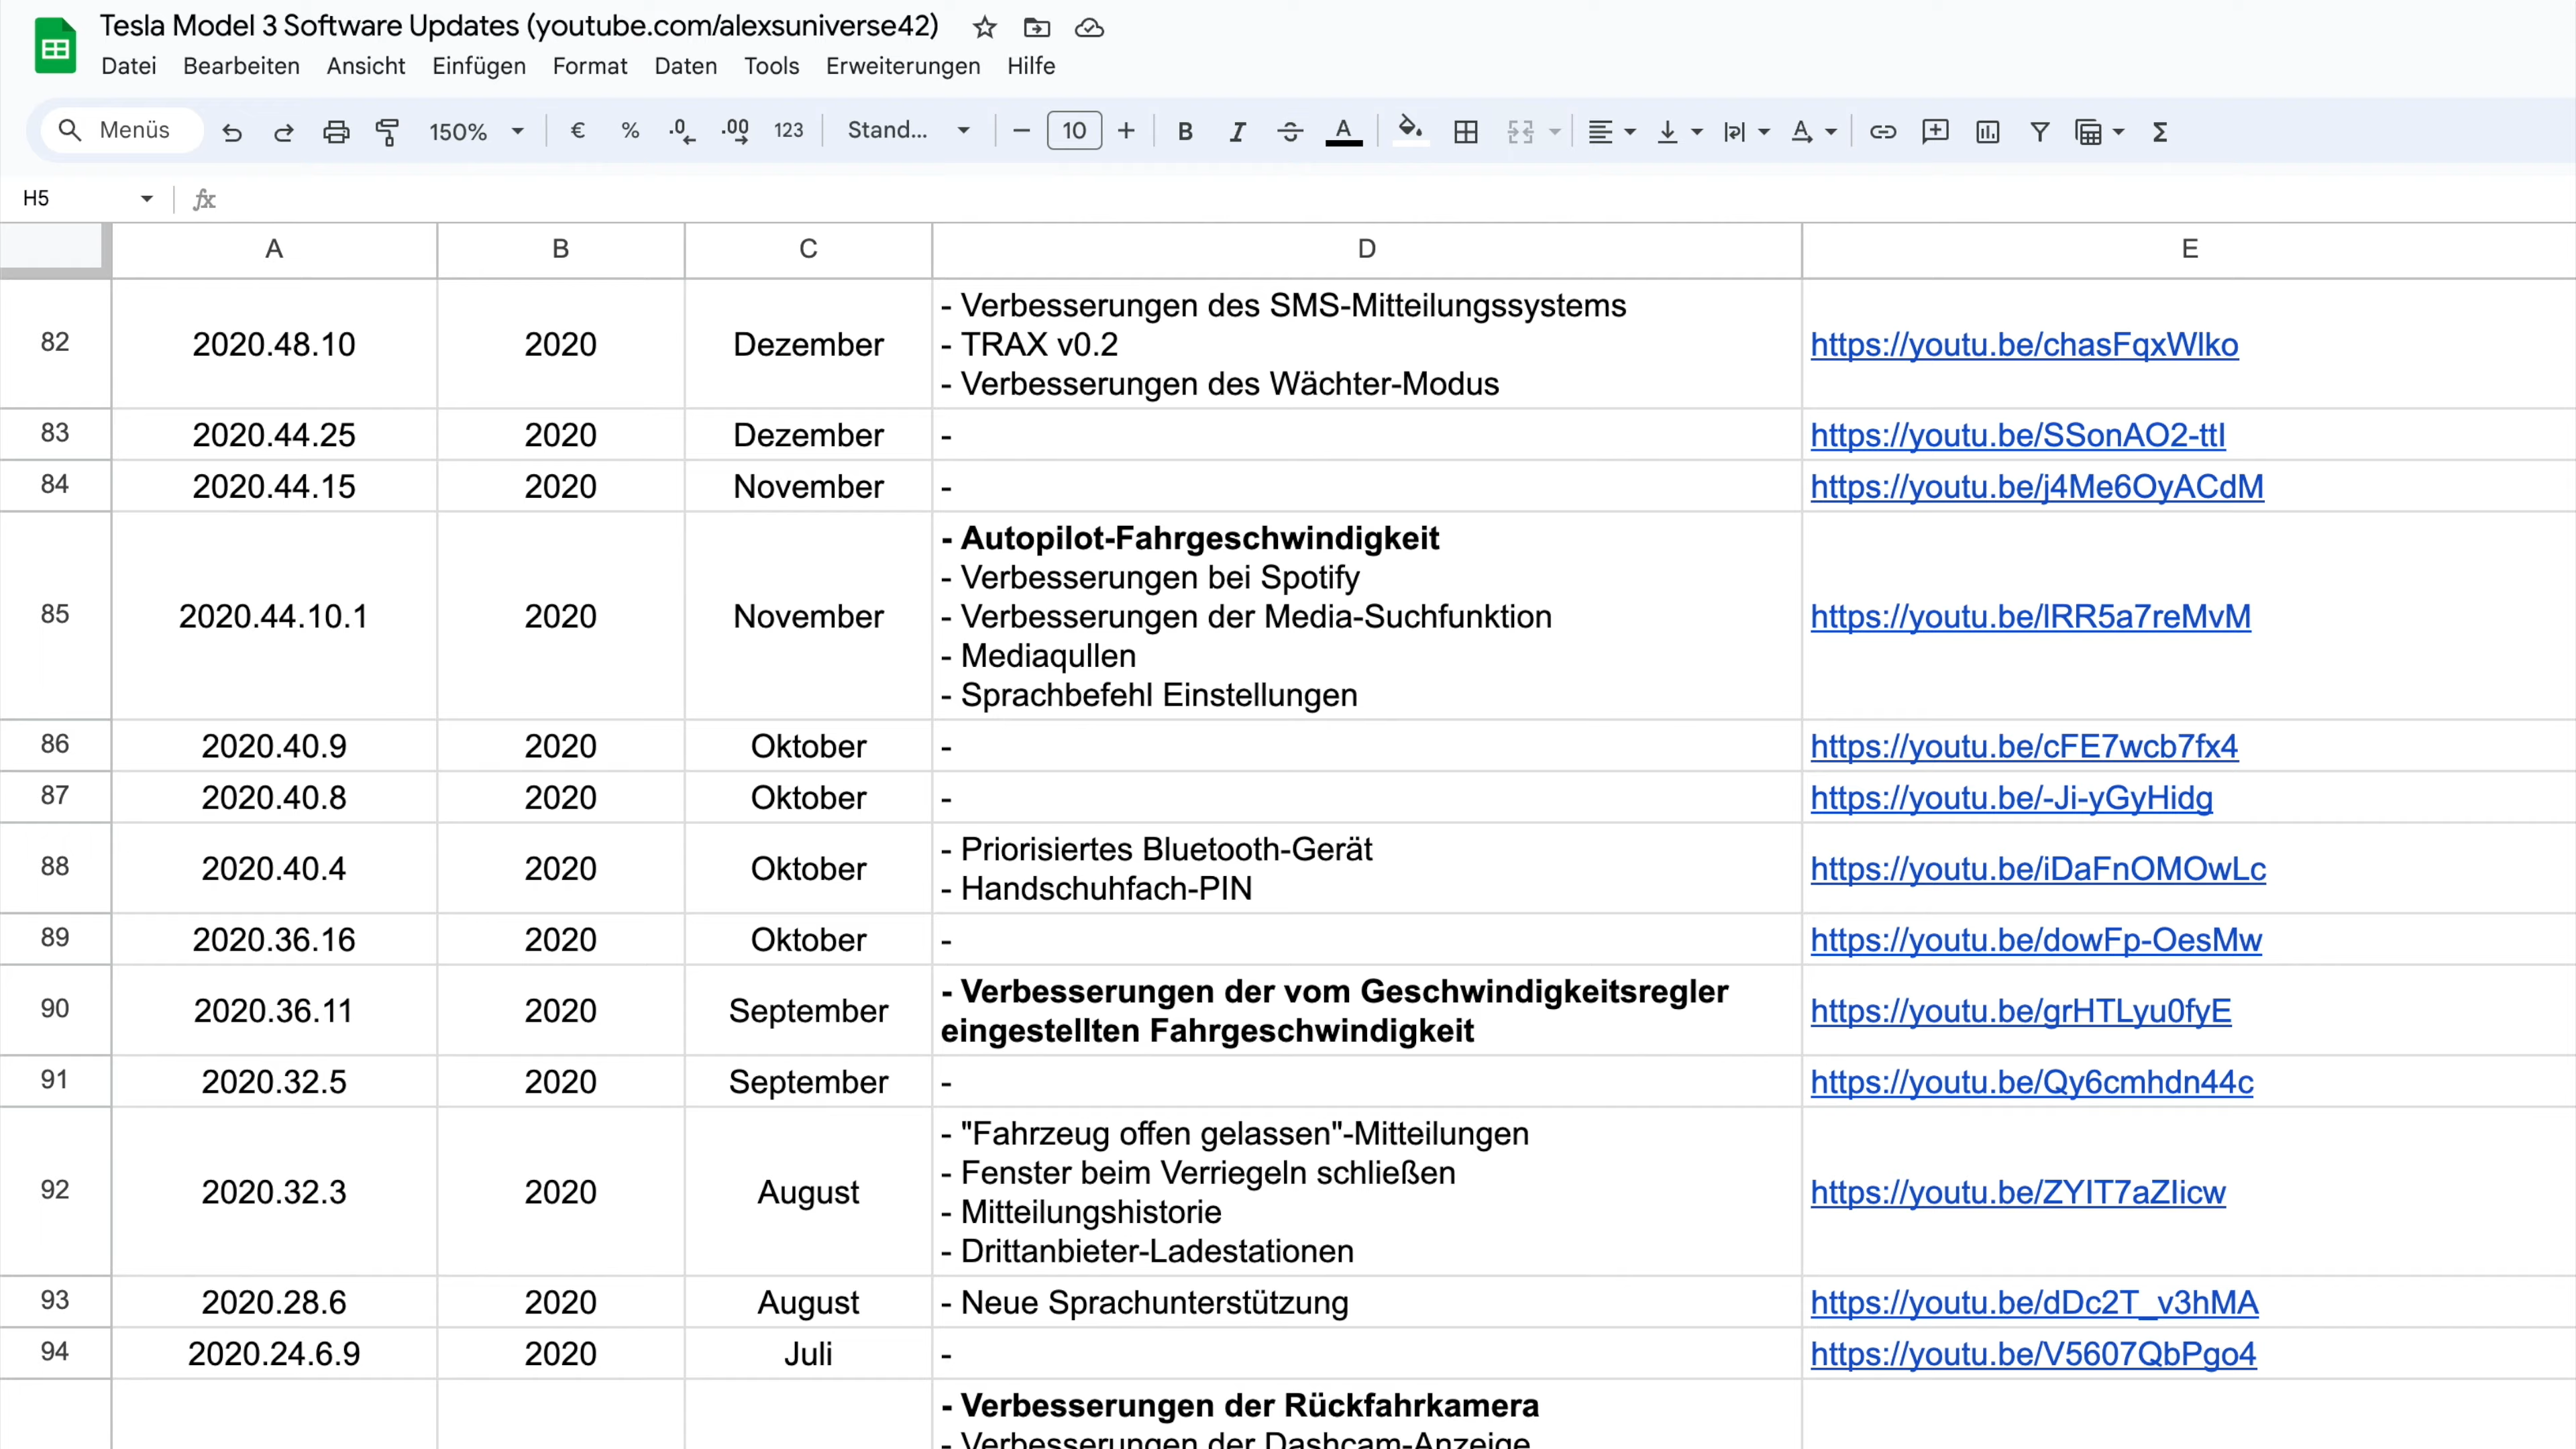 Tesla Model 3 Software Updates (youtube.com/alexsuniverse42)
Datei Bearbeiten Ansicht Einfügen Format Daten Tools Erweiterungen Hilfe
Menüs 150% € % .0 .00 123 Stand... − 10 + B I S A Σ
H5 fx
A B C D E
82 2020.48.10 2020 Dezember
- Verbesserungen des SMS-Mitteilungssystems
- TRAX v0.2
- Verbesserungen des Wächter-Modus
https://youtu.be/chasFqxWlko
83 2020.44.25 2020 Dezember - https://youtu.be/SSonAO2-ttI
84 2020.44.15 2020 November - https://youtu.be/j4Me6OyACdM
85 2020.44.10.1 2020 November
- Autopilot-Fahrgeschwindigkeit
- Verbesserungen bei Spotify
- Verbesserungen der Media-Suchfunktion
- Mediaqullen
- Sprachbefehl Einstellungen
https://youtu.be/lRR5a7reMvM
86 2020.40.9 2020 Oktober - https://youtu.be/cFE7wcb7fx4
87 2020.40.8 2020 Oktober - https://youtu.be/-Ji-yGyHidg
88 2020.40.4 2020 Oktober
- Priorisiertes Bluetooth-Gerät
- Handschuhfach-PIN
https://youtu.be/iDaFnOMOwLc
89 2020.36.16 2020 Oktober - https://youtu.be/dowFp-OesMw
90 2020.36.11 2020 September
- Verbesserungen der vom Geschwindigkeitsregler
eingestellten Fahrgeschwindigkeit
https://youtu.be/grHTLyu0fyE
91 2020.32.5 2020 September - https://youtu.be/Qy6cmhdn44c
92 2020.32.3 2020 August
- "Fahrzeug offen gelassen"-Mitteilungen
- Fenster beim Verriegeln schließen
- Mitteilungshistorie
- Drittanbieter-Ladestationen
https://youtu.be/ZYIT7aZIicw
93 2020.28.6 2020 August - Neue Sprachunterstützung https://youtu.be/dDc2T_v3hMA
94 2020.24.6.9 2020 Juli - https://youtu.be/V5607QbPgo4
- Verbesserungen der Rückfahrkamera
- Verbesserungen der Dashcam-Anzeige